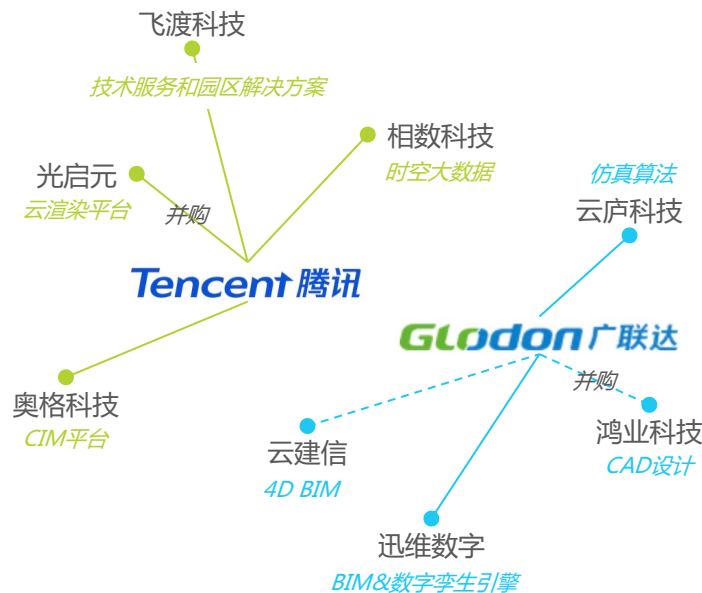 飞渡科技
技术服务和园区解决方案
相数科技
时空大数据
光启元
云渲染平台
并购
仿真算法
云庐科技
Tencent 腾讯
GLodon 广联达
奥格科技
CIM平台
并购
鸿业科技
CAD设计
云建信
4D BIM
迅维数字
BIM&数字孪生引擎